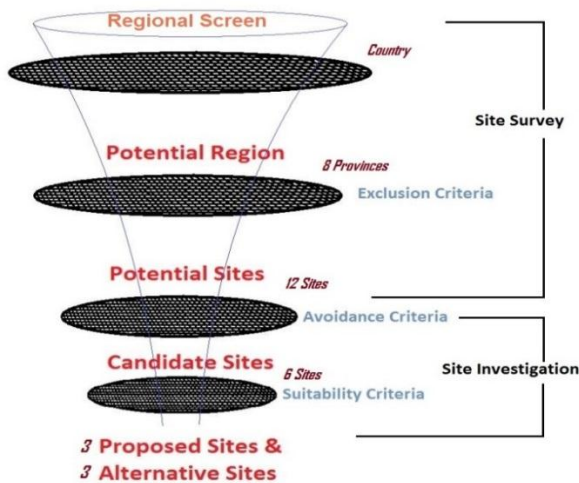 Regional Screen
Country
Site Survey
Potential Region
8 Provinces
Exclusion Criteria
Potential Sites
12 Sites
Avoidance Criteria
Candidate Sites
Site Investigation
6 Sites
Suitability Criteria
3 Proposed Sites &
3 Alternative Sites